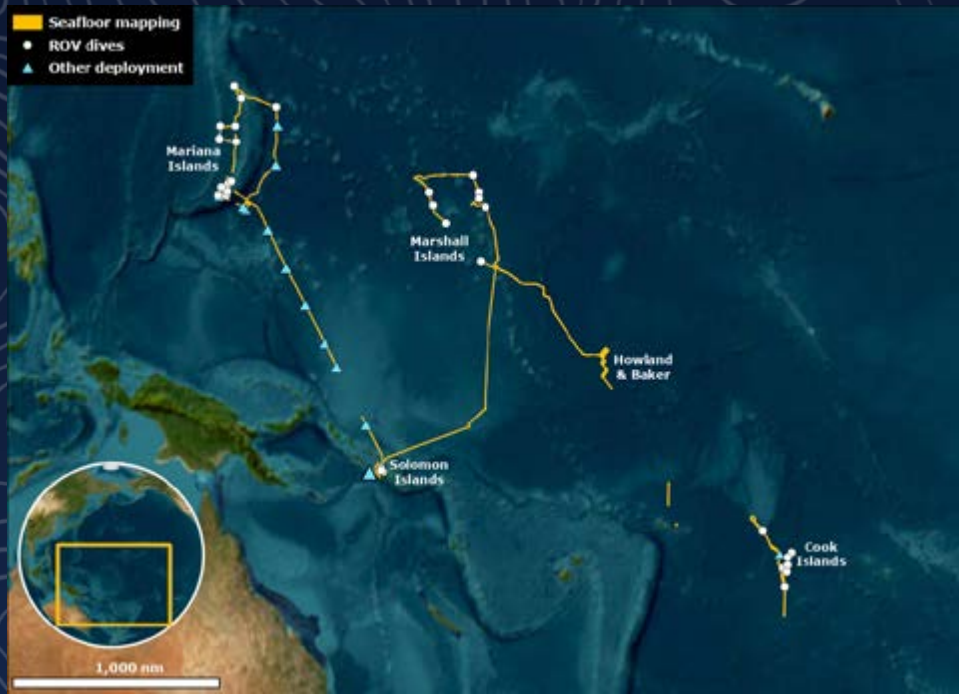 Seafloor mapping
ROV dives
Other deployment
Mariana
Islands
Marshall
Islands
Howland
& Baker
Solomon
Islands
Cook
Islands
1,000 nm